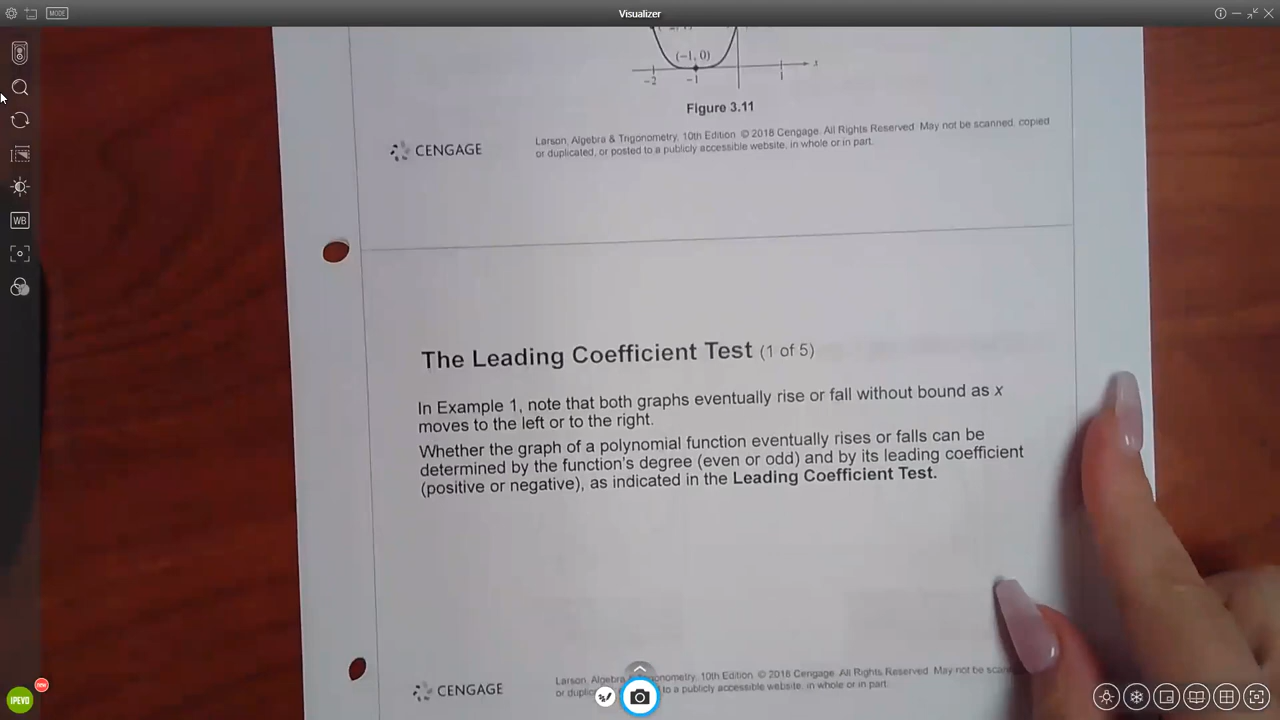 MODE
Visualizer
(-1, 0)
x
-2
-1
1
Figure 3.11
CENGAGE
Larson, Algebra & Trigonometry, 10th Edition. © 2018 Cengage. All Rights Reserved. May not be scanned, copied
or duplicated, or posted to a publicly accessible website, in whole or in part.
WB
The Leading Coefficient Test (1 of 5)
In Example 1, note that both graphs eventually rise or fall without bound as x
moves to the left or to the right.
Whether the graph of a polynomial function eventually rises or falls can be
determined by the function's degree (even or odd) and by its leading coefficient
(positive or negative), as indicated in the Leading Coefficient Test.
CENGAGE
Larson, Algebra & Trigonometry, 10th Edition. © 2018 Cengage. All Rights Reserved. May not be
or to a publicly accessible website, in whole or in part.
IPEVO
new